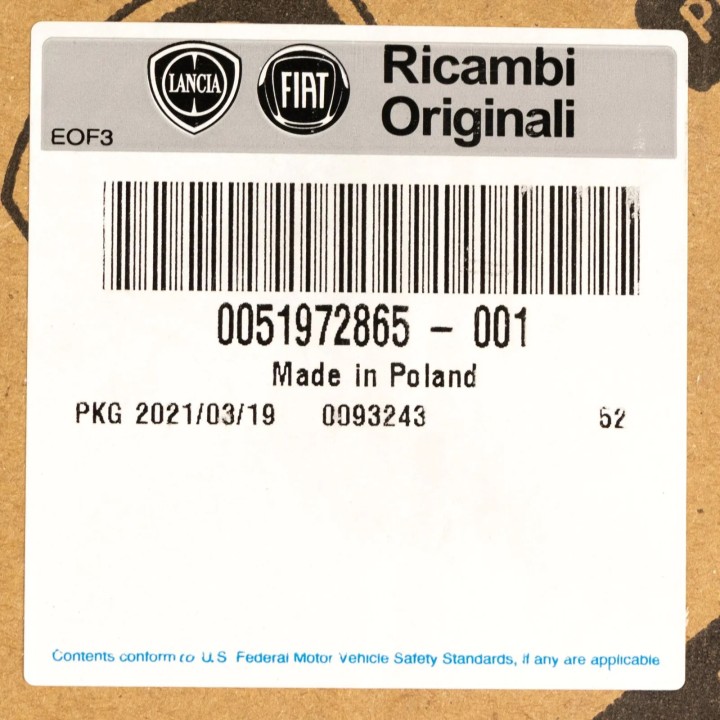 LANCIA FIAT Ricambi
EOF3 Originali
0051972865 - 001
Made in Poland
PKG 2021/03/19 0093243 52
Contents conform to U.S Federal Motor Vehicle Safety Standards, if any are applicable